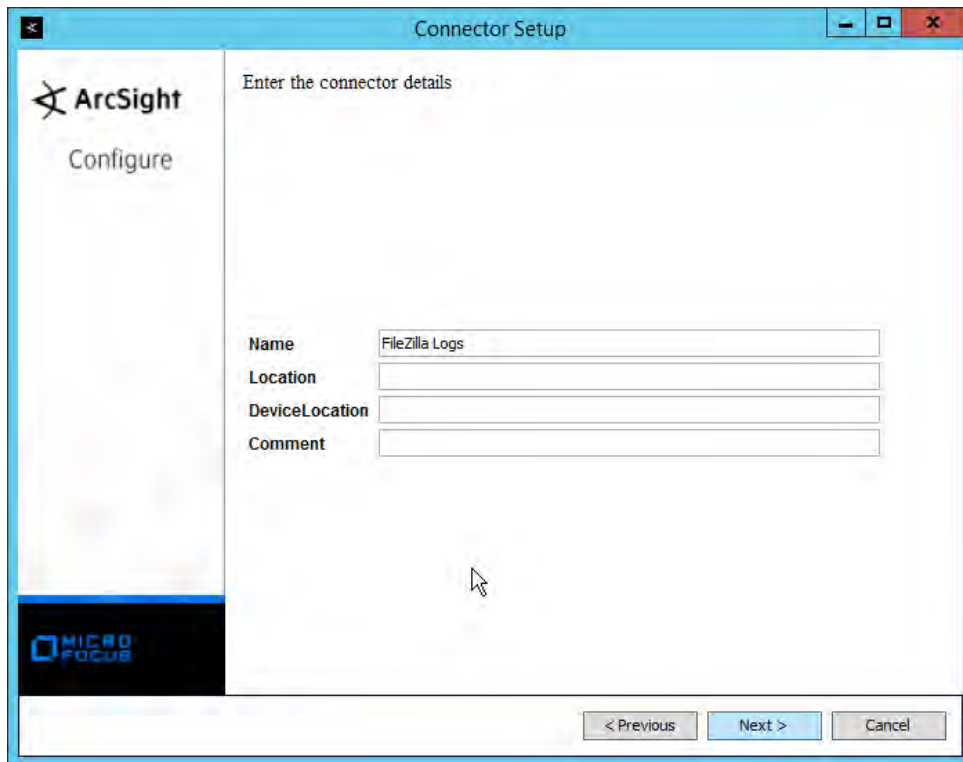 Connector Setup
ArcSight
Configure
Enter the connector details
Name FileZilla Logs
Location
DeviceLocation
Comment
MICRO
FOCUS
< Previous Next > Cancel